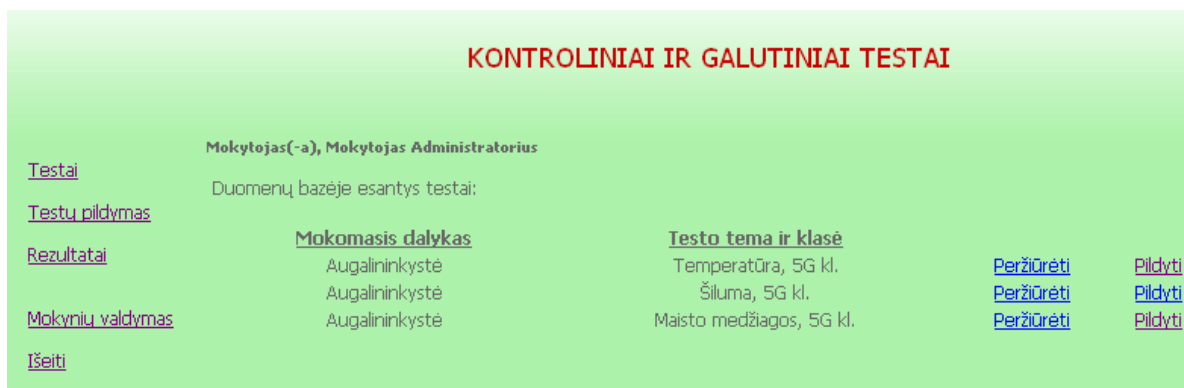 KONTROLINIAI IR GALUTINIAI TESTAI
Mokytojas(-a), Mokytojas Administratorius
Testai
Testų pildymas
Rezultatai
Mokynių valdymas
Išeiti
Duomenų bazėje esantys testai:
Mokomasis dalykas Testo tema ir klasė
Augalininkystė Temperatūra, 5G kl. Peržiūrėti Pildyti
Augalininkystė Šiluma, 5G kl. Peržiūrėti Pildyti
Augalininkystė Maisto medžiagos, 5G kl. Peržiūrėti Pildyti